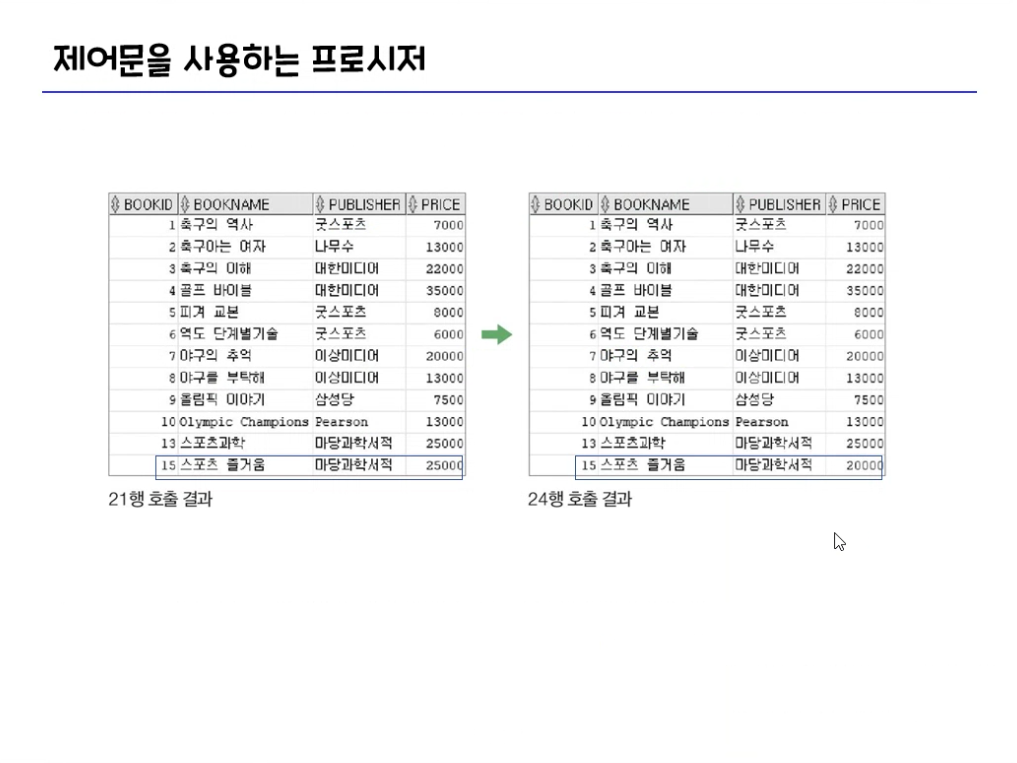 제어문을 사용하는 프로시저
BOOKID BOOKNAME PUBLISHER PRICE
1 축구의 역사 굿스포츠 7000
2 축구아는 여자 나무수 13000
3 축구의 이해 대한미디어 22000
4 골프 바이블 대한미디어 35000
5 피겨 교본 굿스포츠 8000
6 역도 단계별기술 굿스포츠 6000
7 야구의 추억 이상미디어 20000
8 야구를 부탁해 이상미디어 13000
9 올림픽 이야기 삼성당 7500
10 Olympic Champions Pearson 13000
13 스포츠과학 마당과학서적 25000
15 스포츠 즐거움 마당과학서적 25000
21행 호출 결과
BOOKID BOOKNAME PUBLISHER PRICE
1 축구의 역사 굿스포츠 7000
2 축구아는 여자 나무수 13000
3 축구의 이해 대한미디어 22000
4 골프 바이블 대한미디어 35000
5 피겨 교본 굿스포츠 8000
6 역도 단계별기술 굿스포츠 6000
7 야구의 추억 이상미디어 20000
8 야구를 부탁해 이상미디어 13000
9 올림픽 이야기 삼성당 7500
10 Olympic Champions Pearson 13000
13 스포츠과학 마당과학서적 25000
15 스포츠 즐거움 마당과학서적 20000
24행 호출 결과